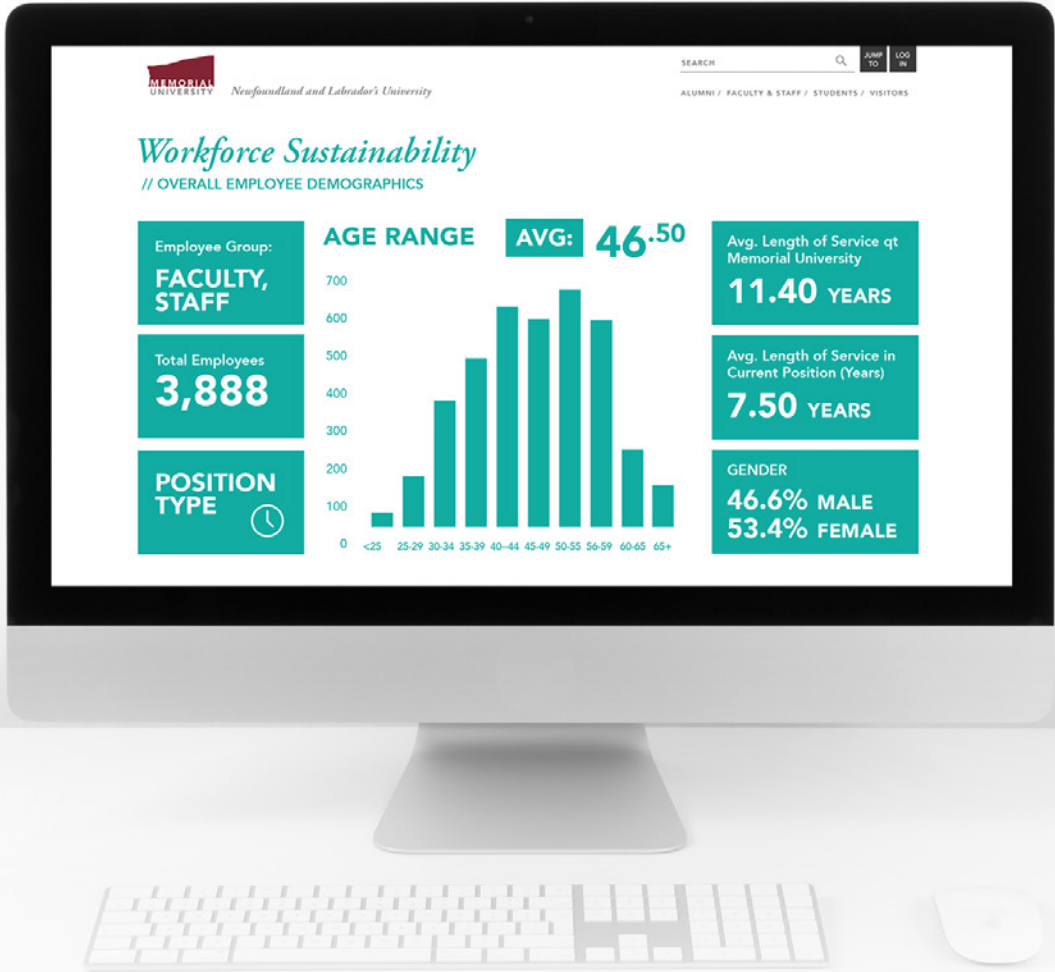 MEMORIAL
UNIVERSITY
Newfoundland and Labrador's University
SEARCH
JUMP
TO
LOG
IN
ALUMNI / FACULTY & STAFF / STUDENTS / VISITORS
Workforce Sustainability
// OVERALL EMPLOYEE DEMOGRAPHICS
Employee Group:
FACULTY,
STAFF
Total Employees
3,888
POSITION
TYPE
AGE RANGE AVG: 46.50
700
600
500
400
300
200
100
0
<25 25-29 30-34 35-39 40–44 45-49 50-55 56-59 60-65 65+
Avg. Length of Service qt
Memorial University
11.40 YEARS
Avg. Length of Service in
Current Position (Years)
7.50 YEARS
GENDER
46.6% MALE
53.4% FEMALE